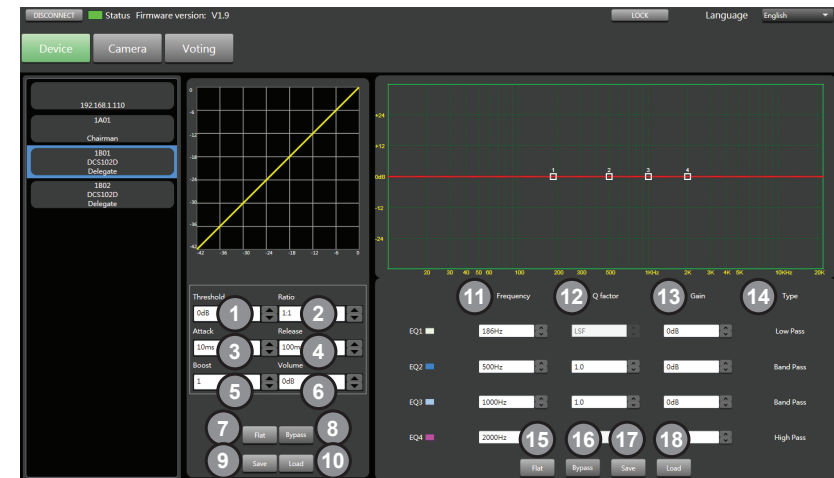 DISCONNECT Status Firmware version: V1.9 LOCK Language English
Device Camera Voting
192.168.1.110
1A01
Chairman
1B01
DCS102D
Delegate
1B02
DCS102D
Delegate
0
-6
-12
-18
-24
-30
-36
-42
-42 -36 -30 -24 -18 -12 -6 0
+24
+12
0dB
-12
-24
1 2 3 4
20 30 40 50 60 100 200 300 500 1KHz 2K 3K 4K 5K 10KHz 20K
Threshold Ratio
0dB 1 1:1 2
Attack Release
10ms 3 100m 4
Boost Volume
1 5 0dB 6
7 Flat Bypass 8
9 Save Load 10
11 Frequency 12 Q factor 13 Gain 14 Type
EQ1 186Hz LSF 0dB Low Pass
EQ2 500Hz 1.0 0dB Band Pass
EQ3 1000Hz 1.0 0dB Band Pass
EQ4 2000Hz High Pass
15 16 17 18
Flat Bypass Save Load